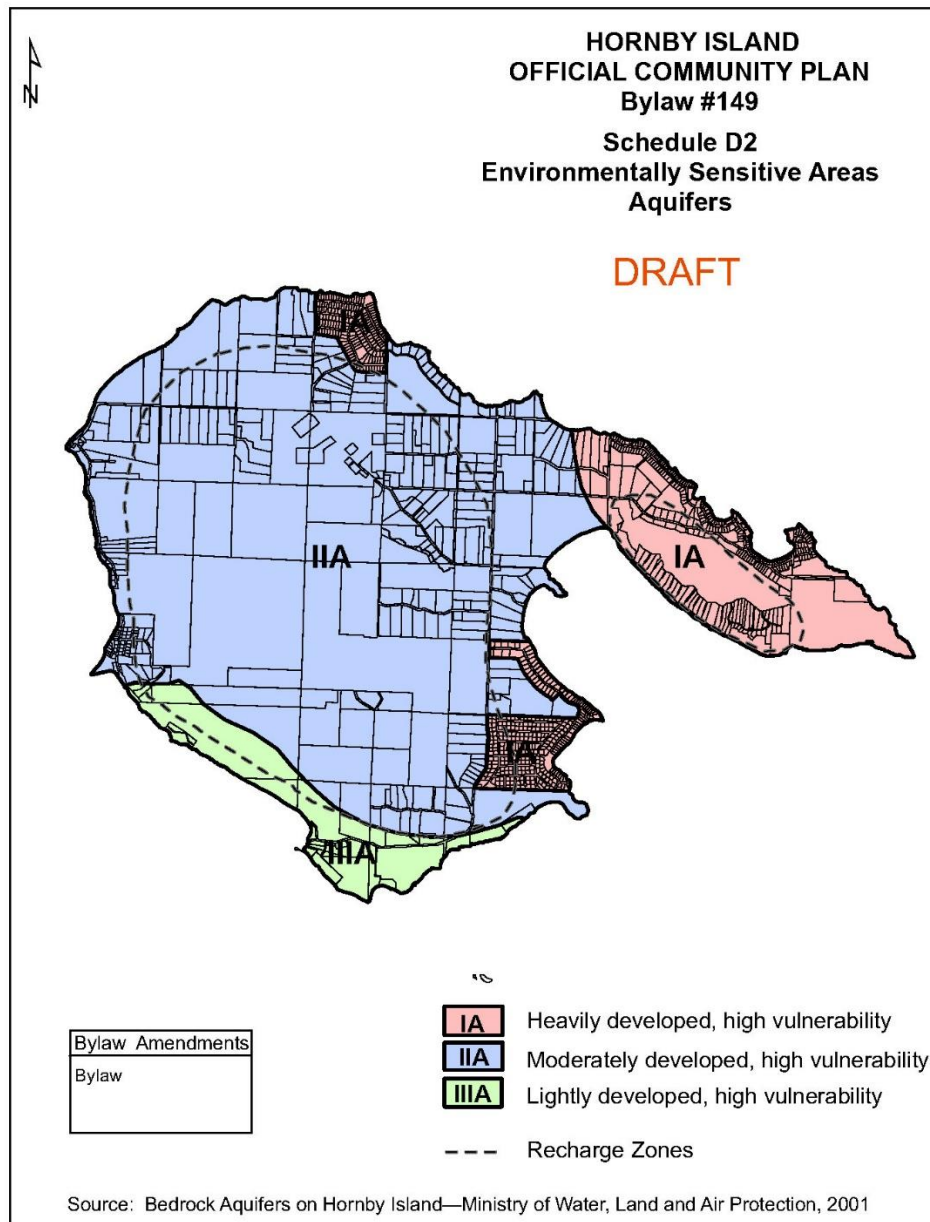 HORNBY ISLAND
OFFICIAL COMMUNITY PLAN
Bylaw #149
Schedule D2
Environmentally Sensitive Areas
Aquifers
DRAFT
N
IA
IIA
IA
IA
IIIA
IA Heavily developed, high vulnerability
IIA Moderately developed, high vulnerability
IIIA Lightly developed, high vulnerability
Recharge Zones
Bylaw Amendments
Bylaw
Source: Bedrock Aquifers on Hornby Island—Ministry of Water, Land and Air Protection, 2001